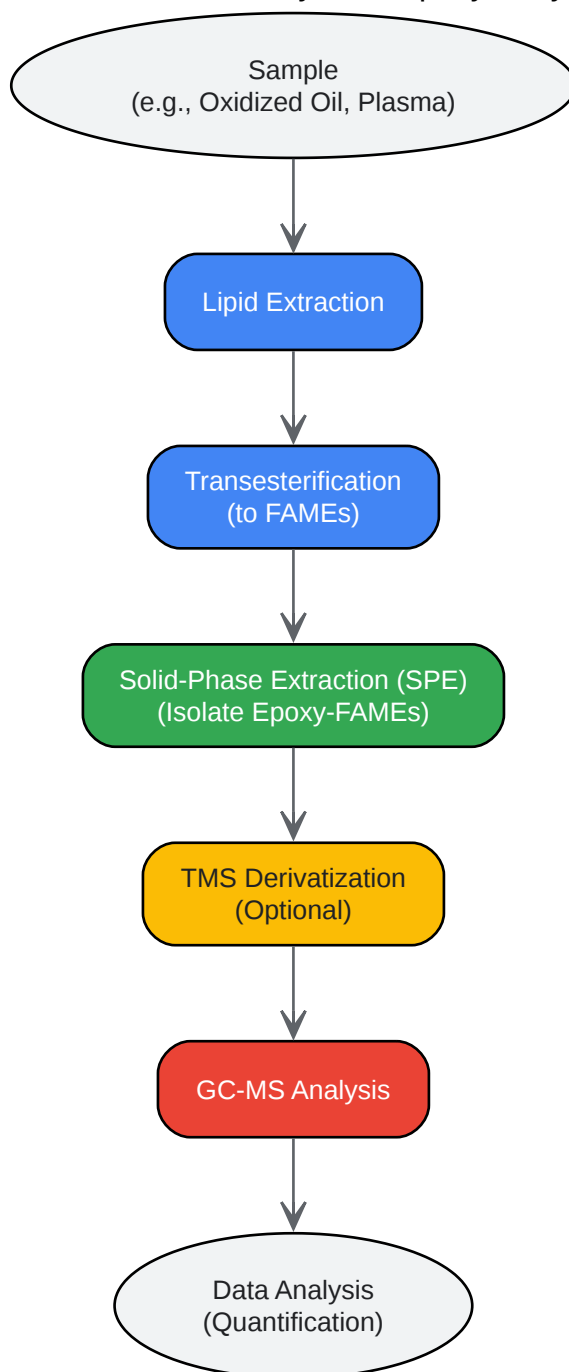 Sample
(e.g., Oxidized Oil, Plasma)
Lipid Extraction
Transesterification
(to FAMEs)
Solid-Phase Extraction (SPE)
(Isolate Epoxy-FAMEs)
TMS Derivatization
(Optional)
GC-MS Analysis
Data Analysis
(Quantification)